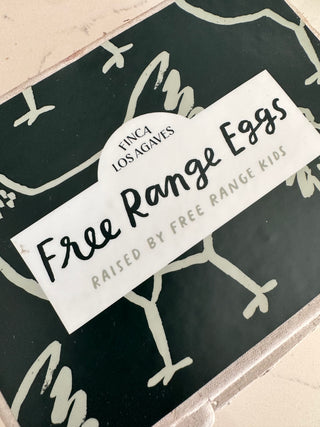 FINCA
LOS AGAVES
Free Range Eggs
RAISED BY FREE RANGE KIDS